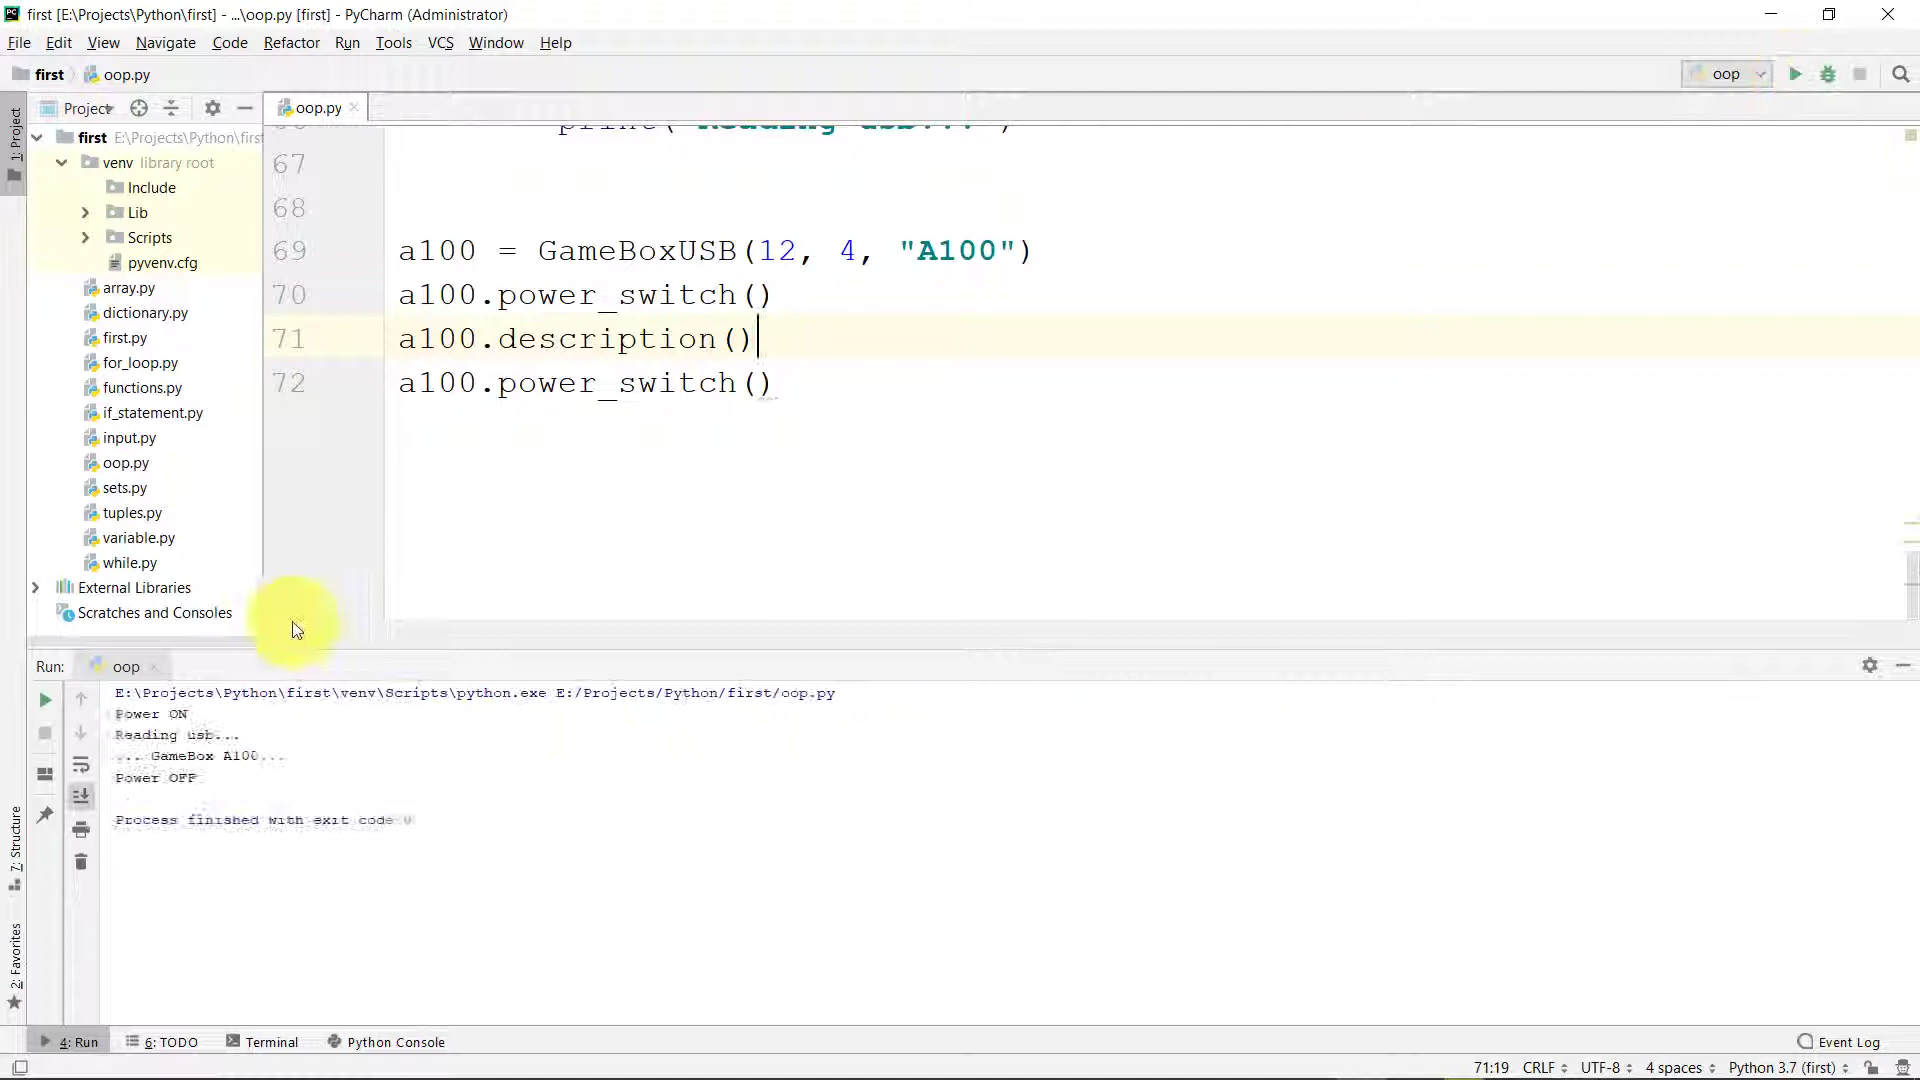 first [E:\Projects\Python\first] - ...\oop.py [first] - PyCharm (Administrator)
File Edit View Navigate Code Refactor Run Tools VCS Window Help
first oop.py oop
1: Project
Project oop.py
first E:\Projects\Python\first
venv library root
Include
Lib
Scripts
pyvenv.cfg
array.py
dictionary.py
first.py
for_loop.py
functions.py
if_statement.py
input.py
oop.py
sets.py
tuples.py
variable.py
while.py
External Libraries
Scratches and Consoles
67
68
69 a100 = GameBoxUSB(12, 4, "A100")
70 a100.power_switch()
71 a100.description()
72 a100.power_switch()
Run: oop
E:\Projects\Python\first\venv\Scripts\python.exe E:/Projects/Python/first/oop.py
Power ON
Reading usb...
... GameBox A100...
Power OFF
Process finished with exit code 0
7: Structure
2: Favorites
4: Run 6: TODO Terminal Python Console Event Log
71:19 CRLF UTF-8 4 spaces Python 3.7 (first)